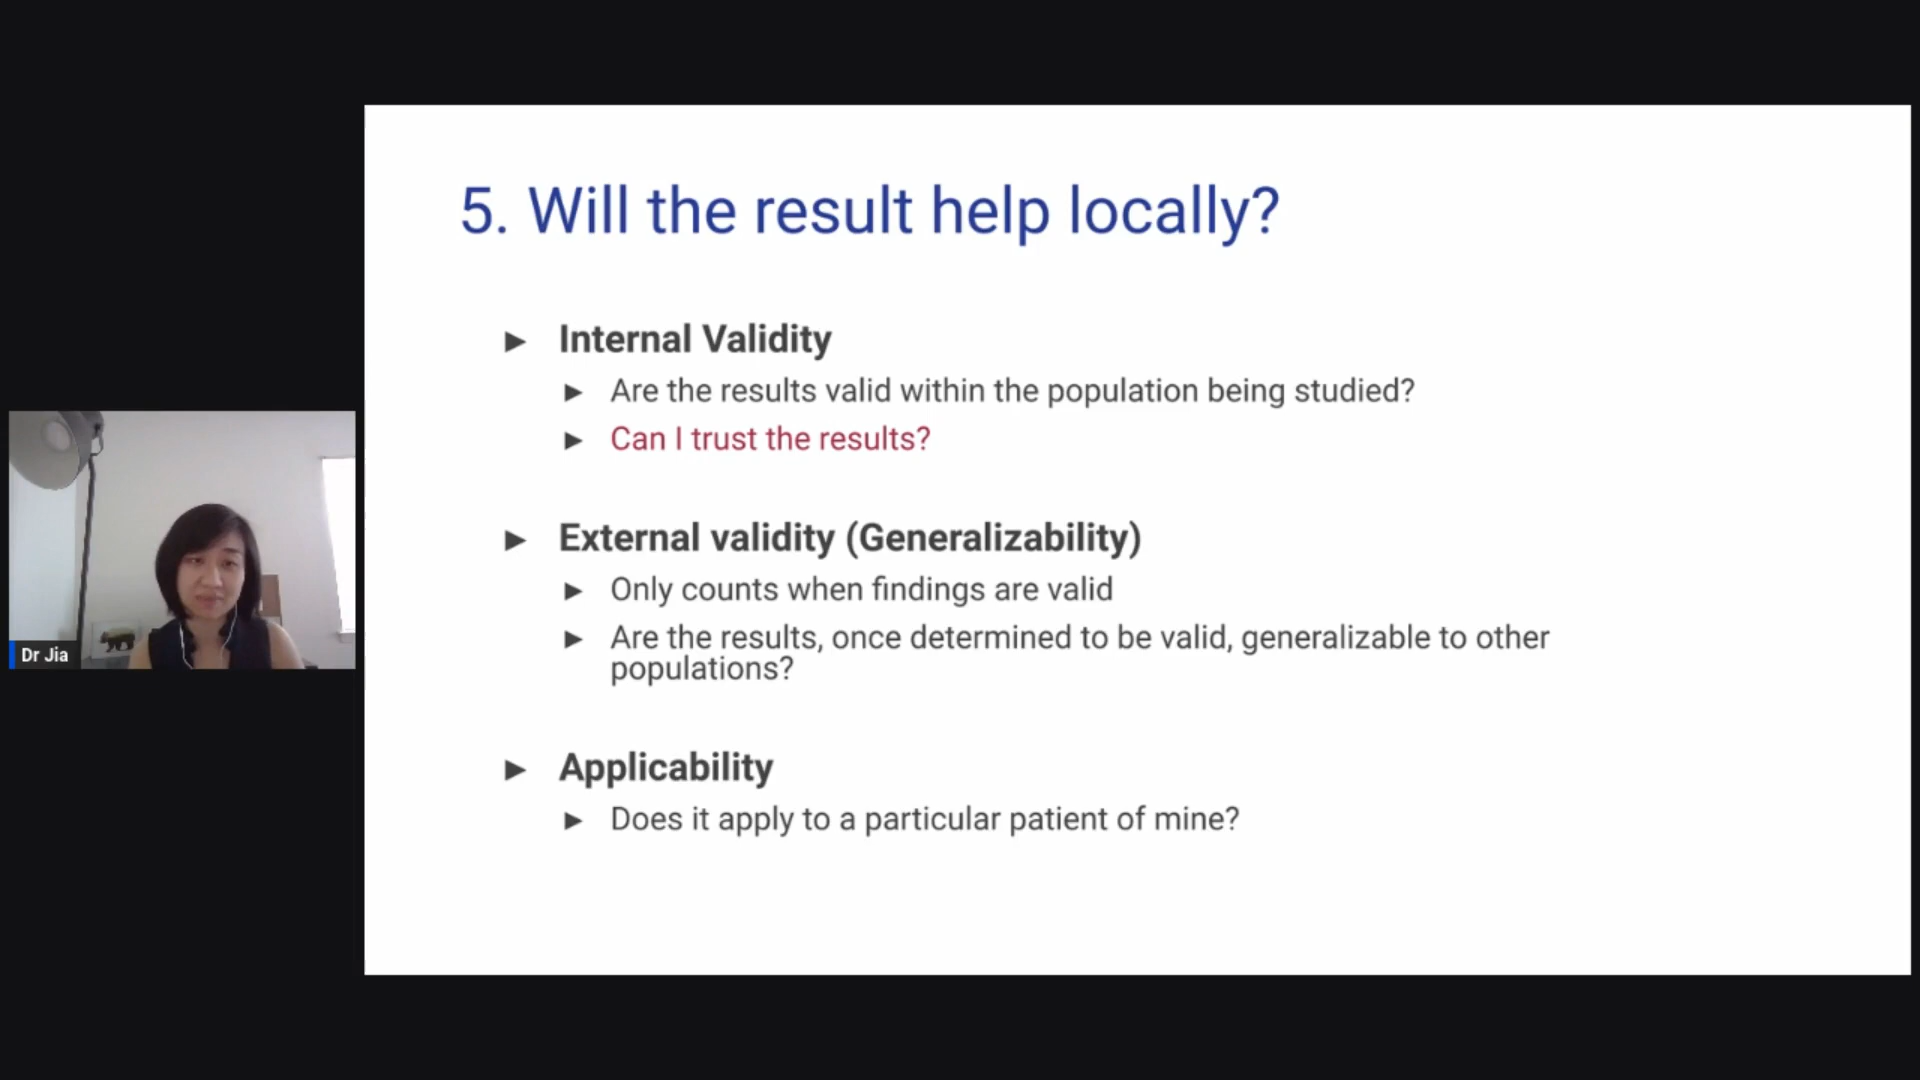 5. Will the result help locally?
► Internal Validity
► Are the results valid within the population being studied?
► Can I trust the results?
► External validity (Generalizability)
► Only counts when findings are valid
► Are the results, once determined to be valid, generalizable to other
populations?
► Applicability
► Does it apply to a particular patient of mine?
Dr Jia